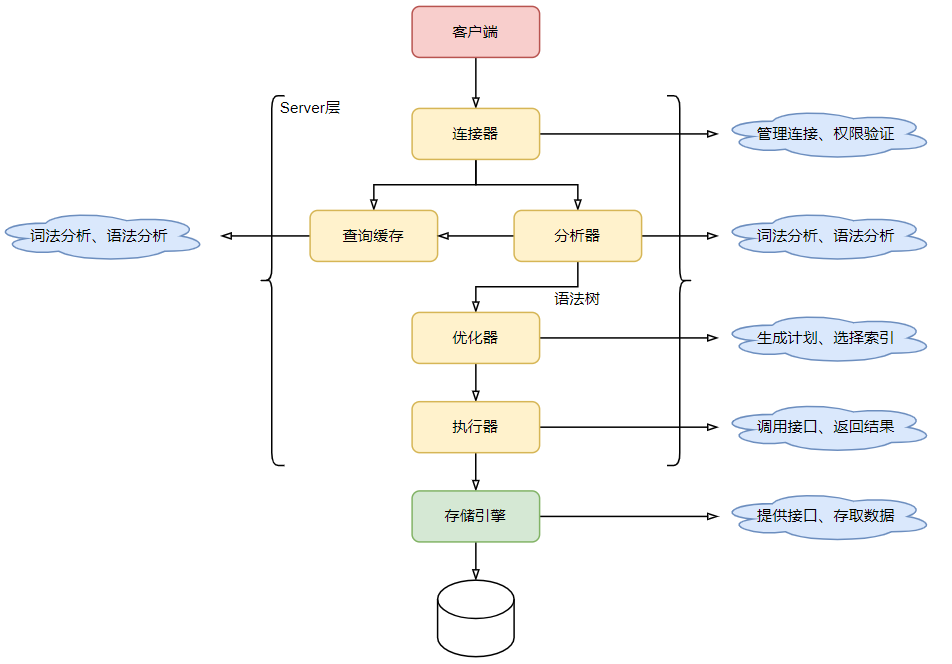 客户端
Server层
连接器
管理连接、权限验证
词法分析、语法分析
查询缓存
分析器
词法分析、语法分析
语法树
优化器
生成计划、选择索引
执行器
调用接口、返回结果
存储引擎
提供接口、存取数据